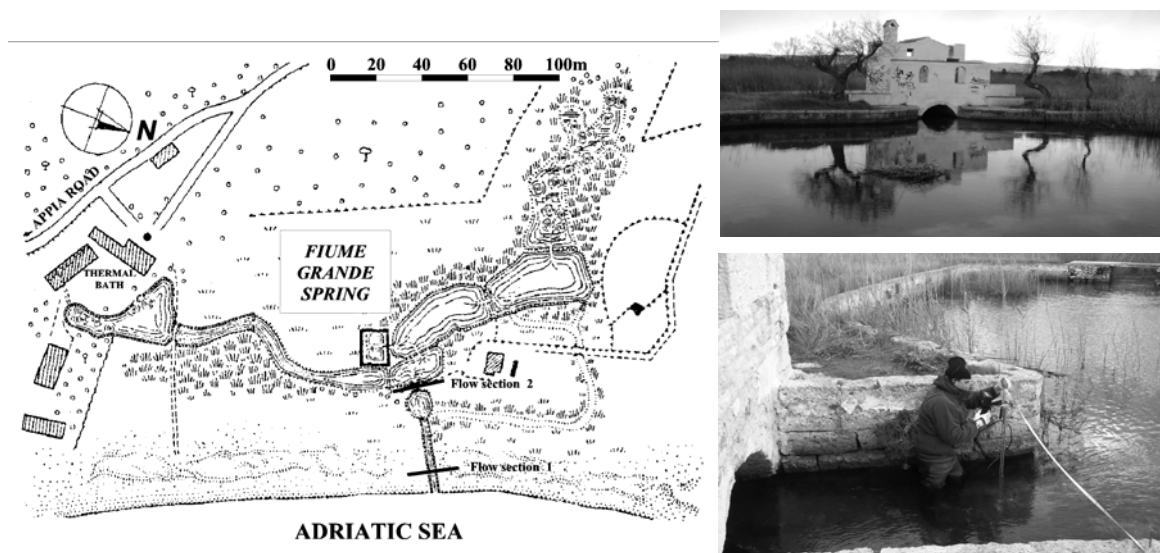 0 20 40 60 80 100m
N
APPIA ROAD
THERMAL
BATH
FIUME
GRANDE
SPRING
Flow section 2
Flow section 1
ADRIATIC SEA